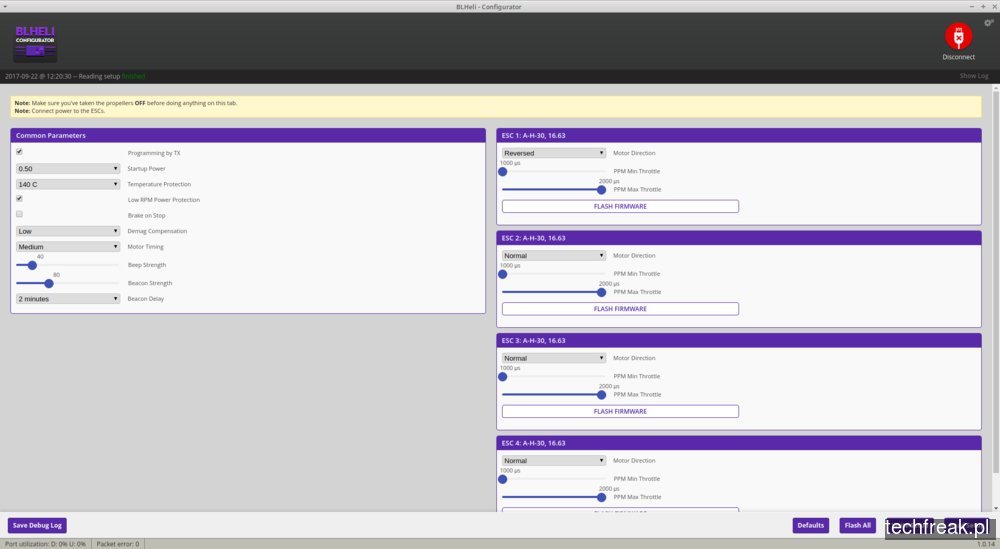 BLHeli - Configurator
BLHELI
CONFIGURATOR
Disconnect
2017-09-22 @ 12:20:30 -- Reading setup finished
Show Log
Note: Make sure you've taken the propellers OFF before doing anything on this tab.
Note: Connect power to the ESCs.
Common Parameters
Programming by TX
0.50 Startup Power
140 C Temperature Protection
Low RPM Power Protection
Brake on Stop
Low Demag Compensation
Medium Motor Timing
40
Beep Strength
80
Beacon Strength
2 minutes Beacon Delay
ESC 1: A-H-30, 16.63
Reversed Motor Direction
1000 µs
PPM Min Throttle
2000 µs
PPM Max Throttle
FLASH FIRMWARE
ESC 2: A-H-30, 16.63
Normal Motor Direction
1000 µs
PPM Min Throttle
2000 µs
PPM Max Throttle
FLASH FIRMWARE
ESC 3: A-H-30, 16.63
Normal Motor Direction
1000 µs
PPM Min Throttle
2000 µs
PPM Max Throttle
FLASH FIRMWARE
ESC 4: A-H-30, 16.63
Normal Motor Direction
1000 µs
PPM Min Throttle
2000 µs
PPM Max Throttle
Save Debug Log
Defaults
Flash All
techfreak.pl
Port utilization: D: 0% U: 0% Packet error: 0
1.0.14